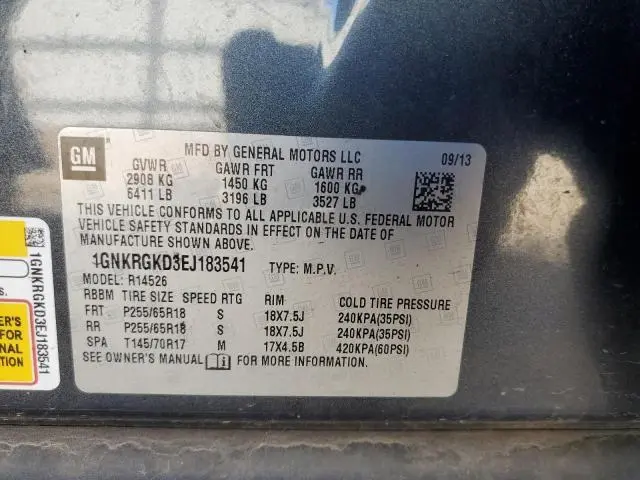 GM
MFD BY GENERAL MOTORS LLC
09/13
GVWR GAWR FRT GAWR RR
2908 KG 1450 KG 1600 KG
6411 LB 3196 LB 3527 LB
THIS VEHICLE CONFORMS TO ALL APPLICABLE U.S. FEDERAL MOTOR
VEHICLE SAFETY STANDARDS IN EFFECT ON THE DATE OF
MANUFACTURE SHOWN ABOVE.
1GNKRGKD3EJ183541 TYPE: M.P.V.
MODEL: R14526
RBBM TIRE SIZE SPEED RTG RIM COLD TIRE PRESSURE
FRT P255/65R18 S 18X7.5J 240KPA(35PSI)
RR P255/65R18 S 18X7.5J 240KPA(35PSI)
SPA T145/70R17 M 17X4.5B 420KPA(60PSI)
SEE OWNER'S MANUAL FOR MORE INFORMATION
1GNKRGKD3EJ183541
ER'S
FOR
NAL
TION